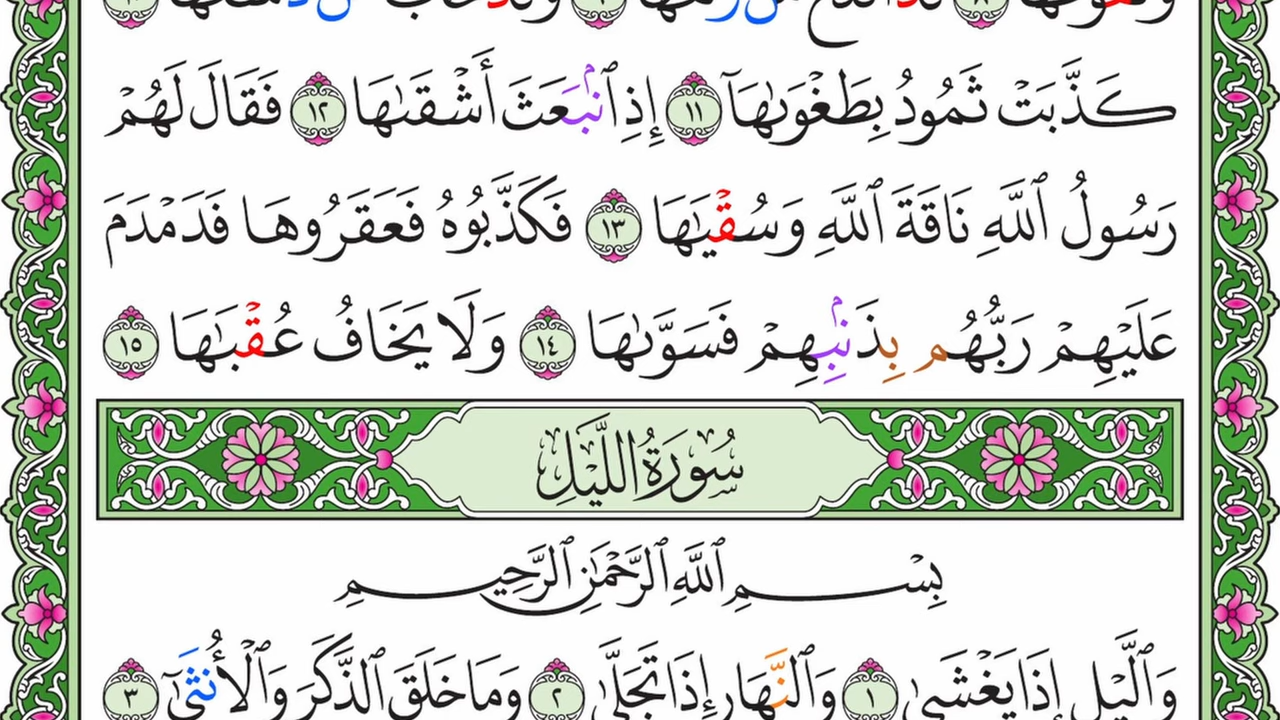 كَذَّبَتْ ثَمُودُ بِطَغْوَىٰهَآ ١١ إِذِ ٱنۢبَعَثَ أَشْقَىٰهَا ١٢ فَقَالَ لَهُمْ
رَسُولُ ٱللَّهِ نَاقَةَ ٱللَّهِ وَسُقْيَٰهَا ١٣ فَكَذَّبُوهُ فَعَقَرُوهَا فَدَمْدَمَ
عَلَيْهِمْ رَبُّهُم بِذَنۢبِهِمْ فَسَوَّىٰهَا ١٤ وَلَا يَخَافُ عُقْبَٰهَا ١٥
سُورَةُ اللَّيْلِ
بِسْمِ ٱللَّهِ ٱلرَّحْمَٰنِ ٱلرَّحِيمِ
وَٱلَّيْلِ إِذَا يَغْشَىٰ ١ وَٱلنَّهَارِ إِذَا تَجَلَّىٰ ٢ وَمَا خَلَقَ ٱلذَّكَرَ وَٱلْأُنثَىٰٓ ٣